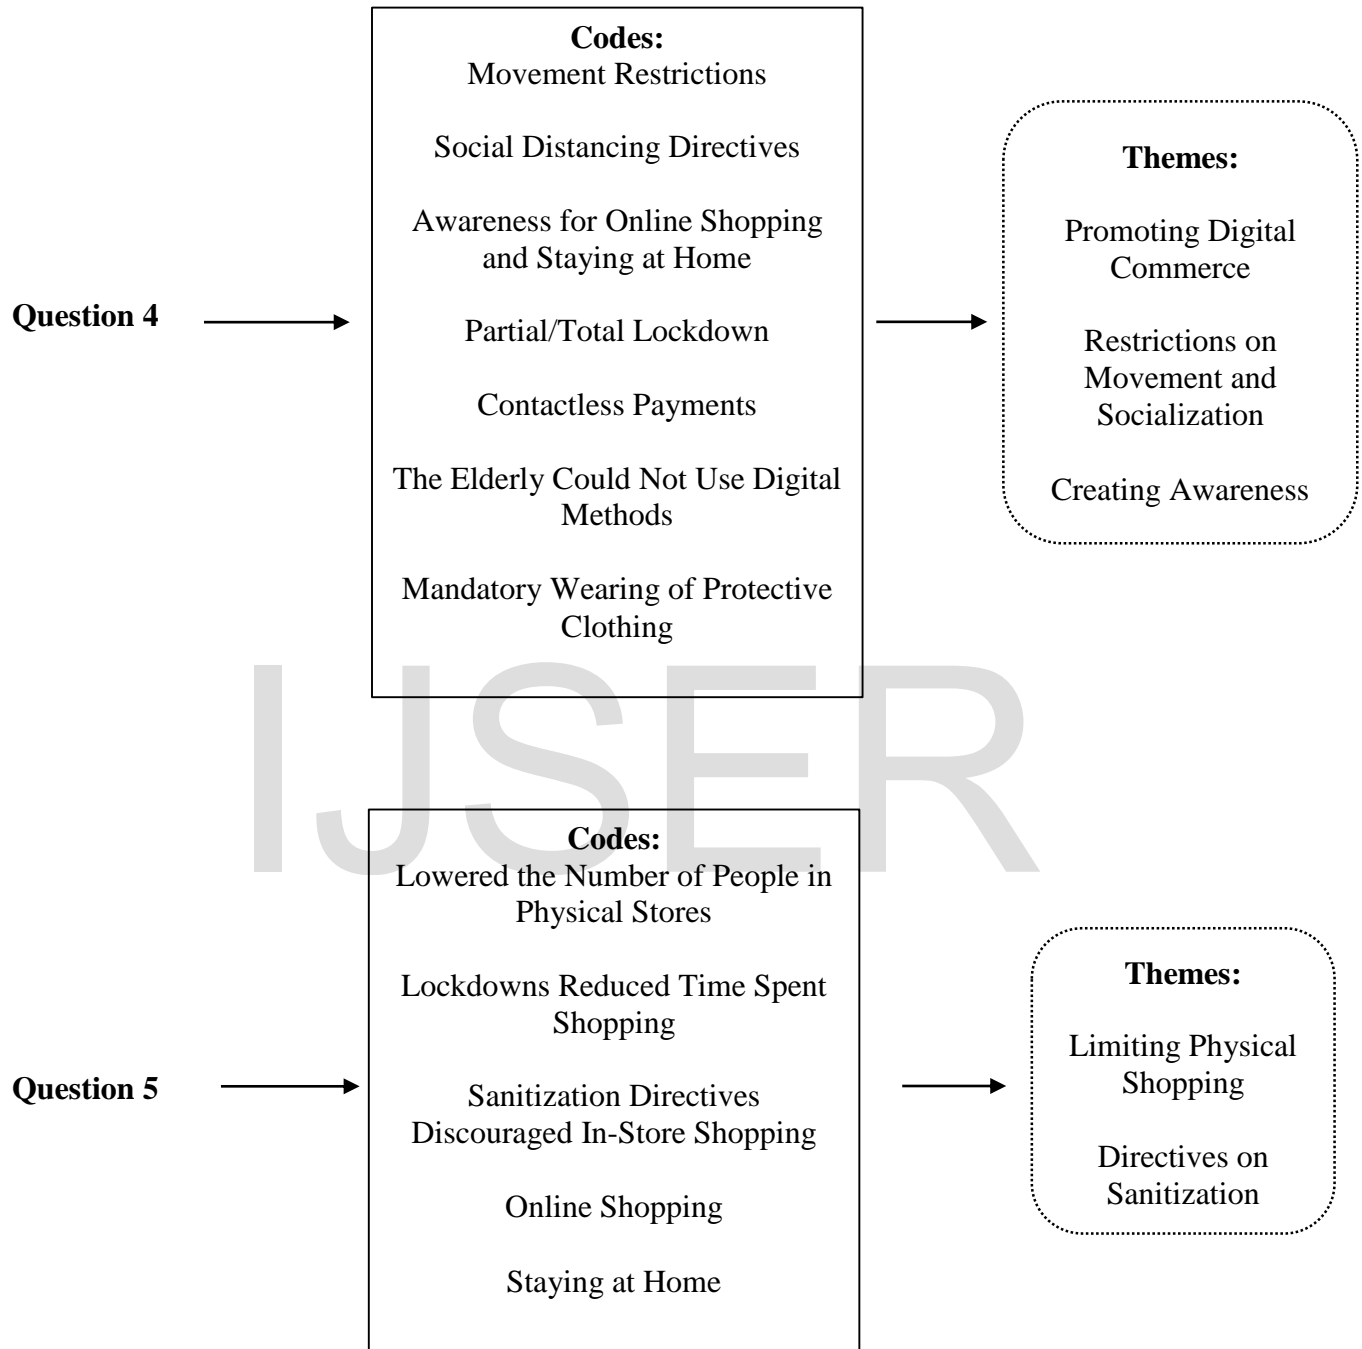 Codes:
Movement Restrictions
Social Distancing Directives
Awareness for Online Shopping
and Staying at Home
Question 4
Partial/Total Lockdown
Contactless Payments
The Elderly Could Not Use Digital
Methods
Mandatory Wearing of Protective
Clothing
Themes:
Promoting Digital
Commerce
Restrictions on
Movement and
Socialization
Creating Awareness
IJSER
Codes:
Lowered the Number of People in
Physical Stores
Lockdowns Reduced Time Spent
Shopping
Question 5
Sanitization Directives
Discouraged In-Store Shopping
Online Shopping
Staying at Home
Themes:
Limiting Physical
Shopping
Directives on
Sanitization